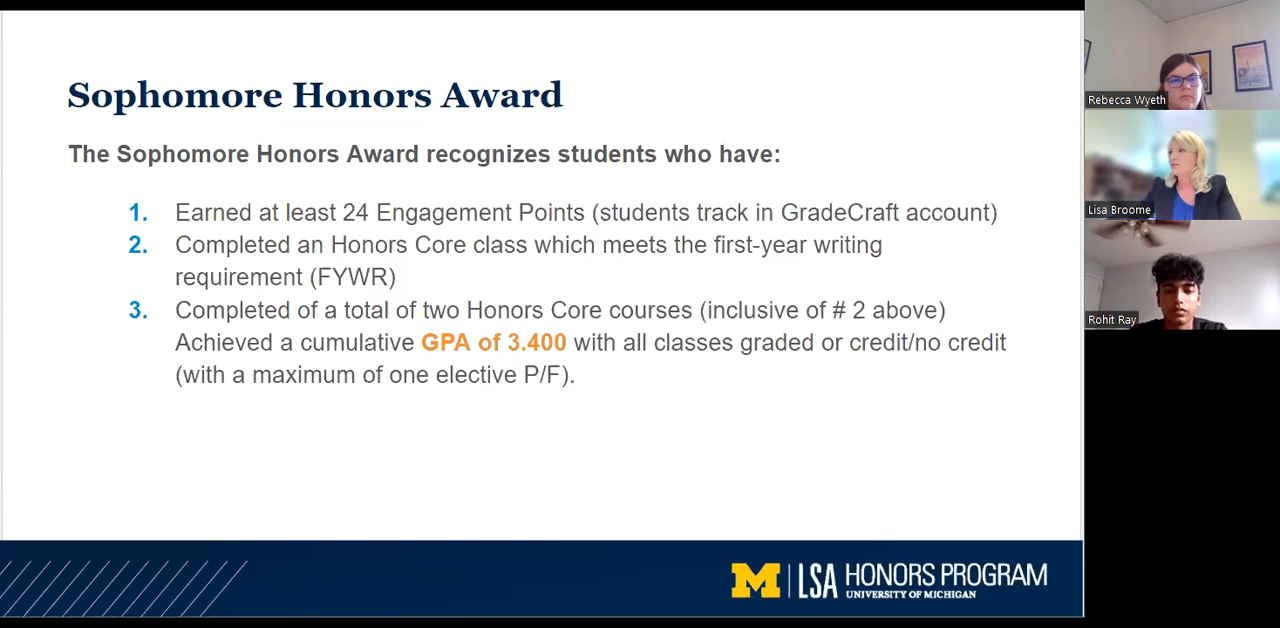 Sophomore Honors Award
The Sophomore Honors Award recognizes students who have:
1. Earned at least 24 Engagement Points (students track in GradeCraft account)
2. Completed an Honors Core class which meets the first-year writing
requirement (FYWR)
3. Completed of a total of two Honors Core courses (inclusive of # 2 above)
Achieved a cumulative GPA of 3.400 with all classes graded or credit/no credit
(with a maximum of one elective P/F).
M LSA HONORS PROGRAM
UNIVERSITY OF MICHIGAN
Rebecca Wyeth
Lisa Broome
Rohit Ray